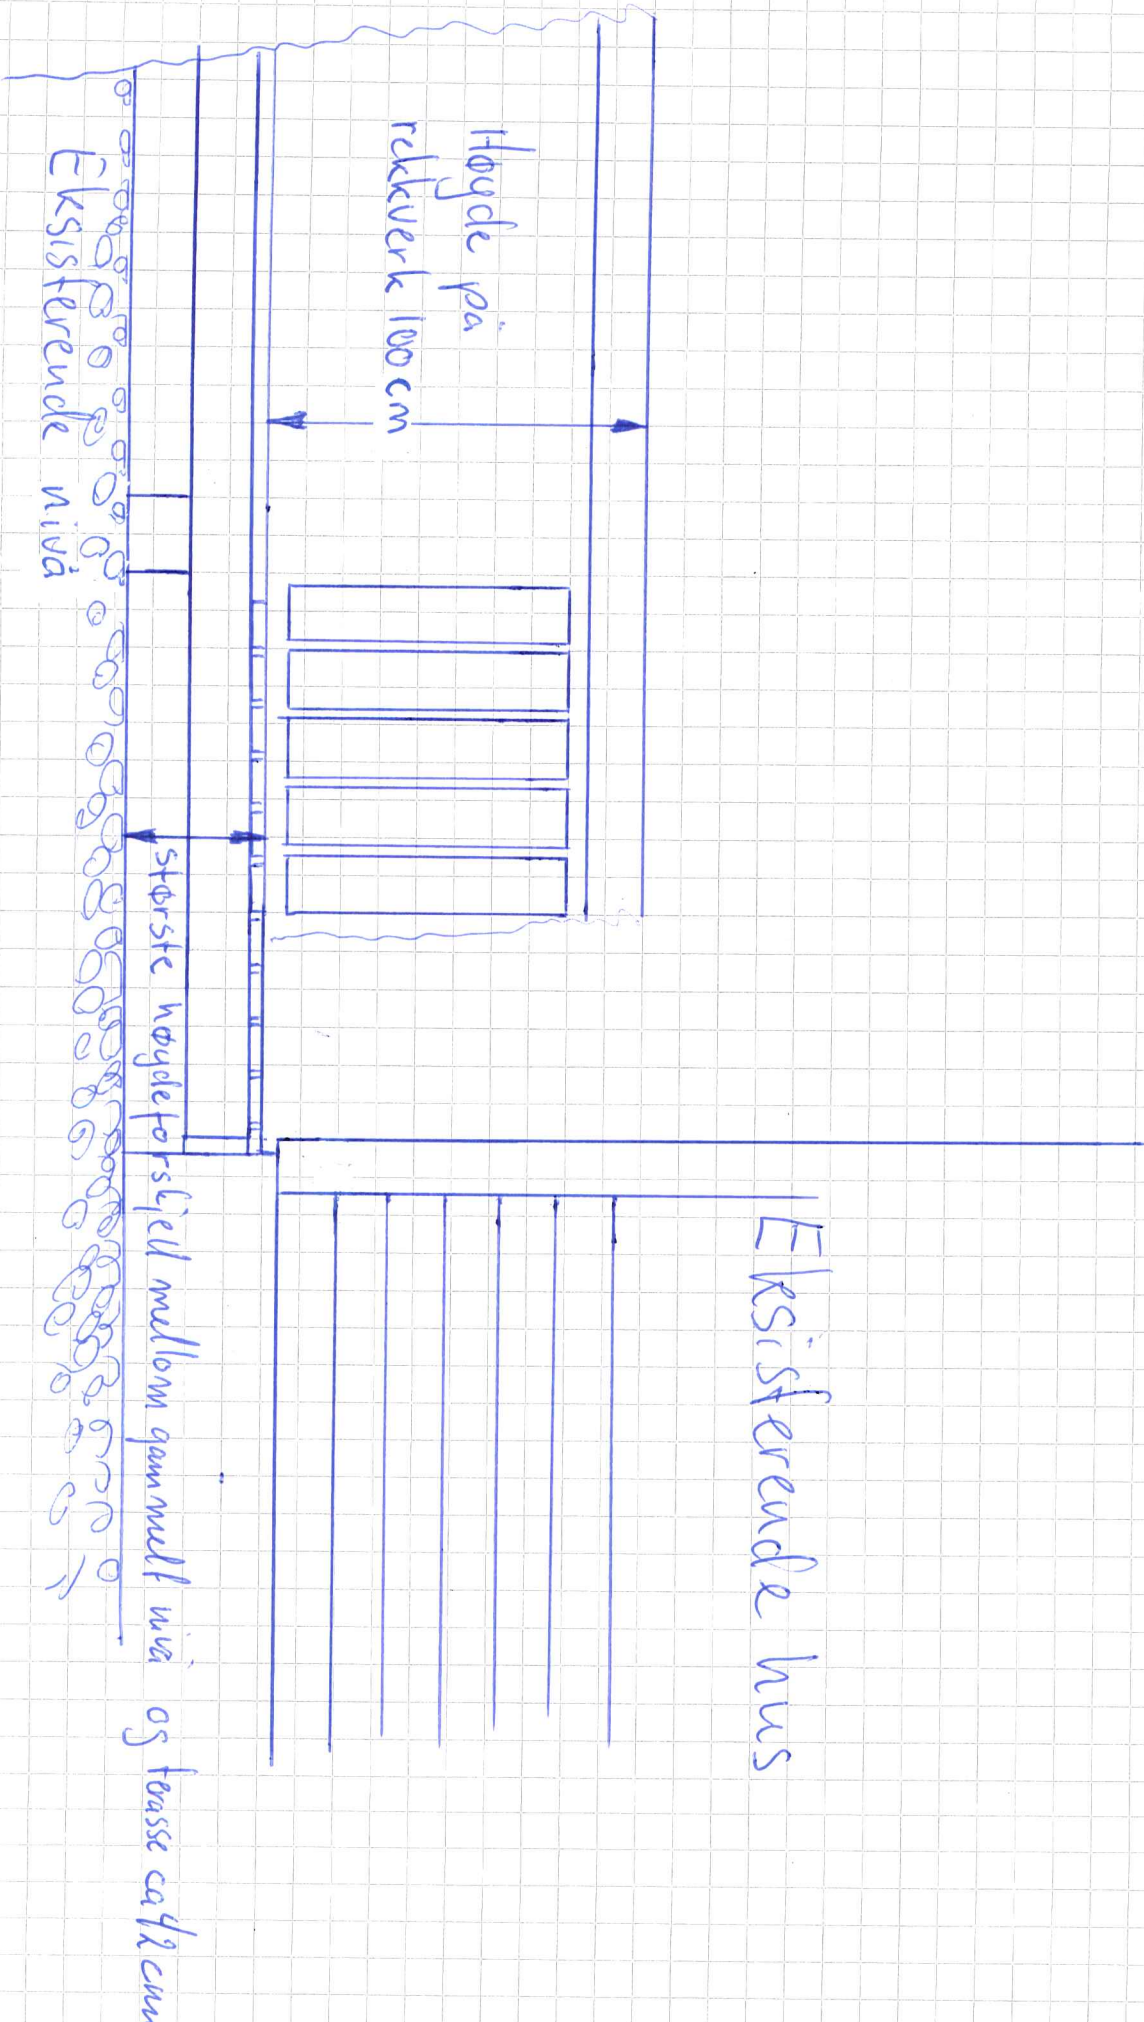 Eksisterende hus
Høyde på
rekkverk 100 cm
største høydeforskjell mellom gammelt nivå og terasse ca 42 cm
Eksisterende nivå